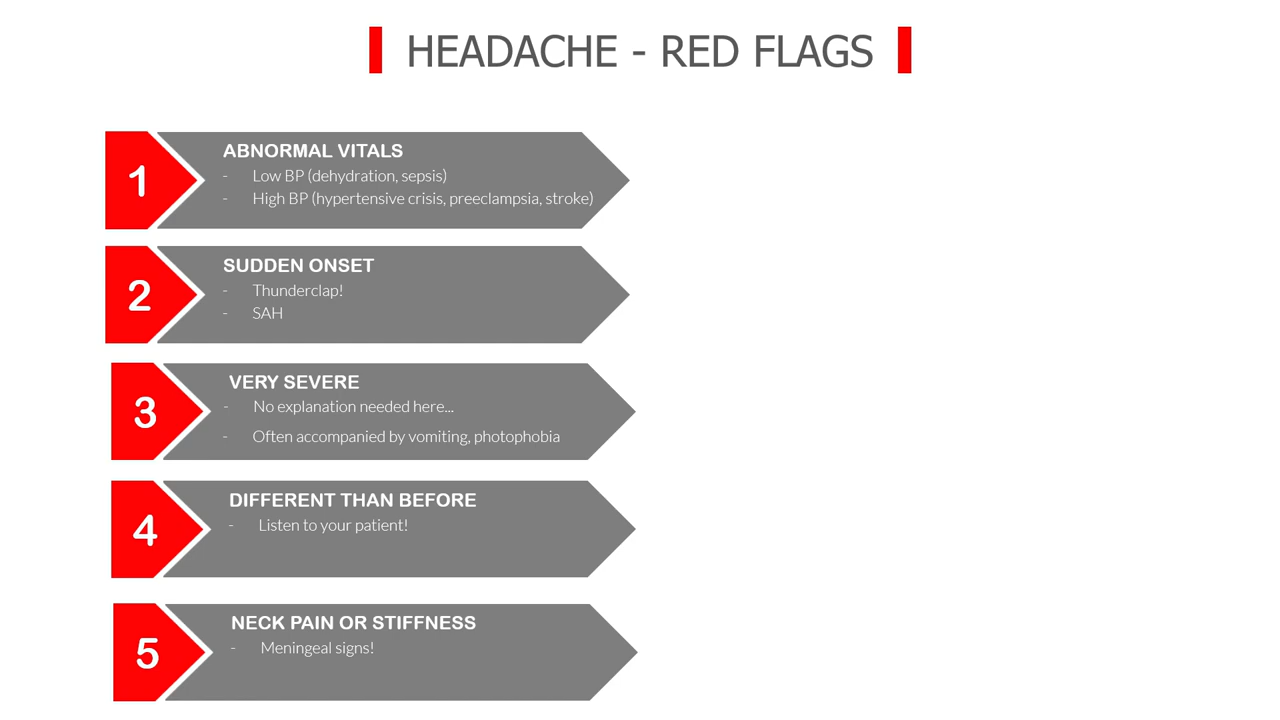 HEADACHE - RED FLAGS
1
ABNORMAL VITALS
- Low BP (dehydration, sepsis)
- High BP (hypertensive crisis, preeclampsia, stroke)
2
SUDDEN ONSET
- Thunderclap!
- SAH
3
VERY SEVERE
- No explanation needed here...
- Often accompanied by vomiting, photophobia
4
DIFFERENT THAN BEFORE
- Listen to your patient!
5
NECK PAIN OR STIFFNESS
- Meningeal signs!